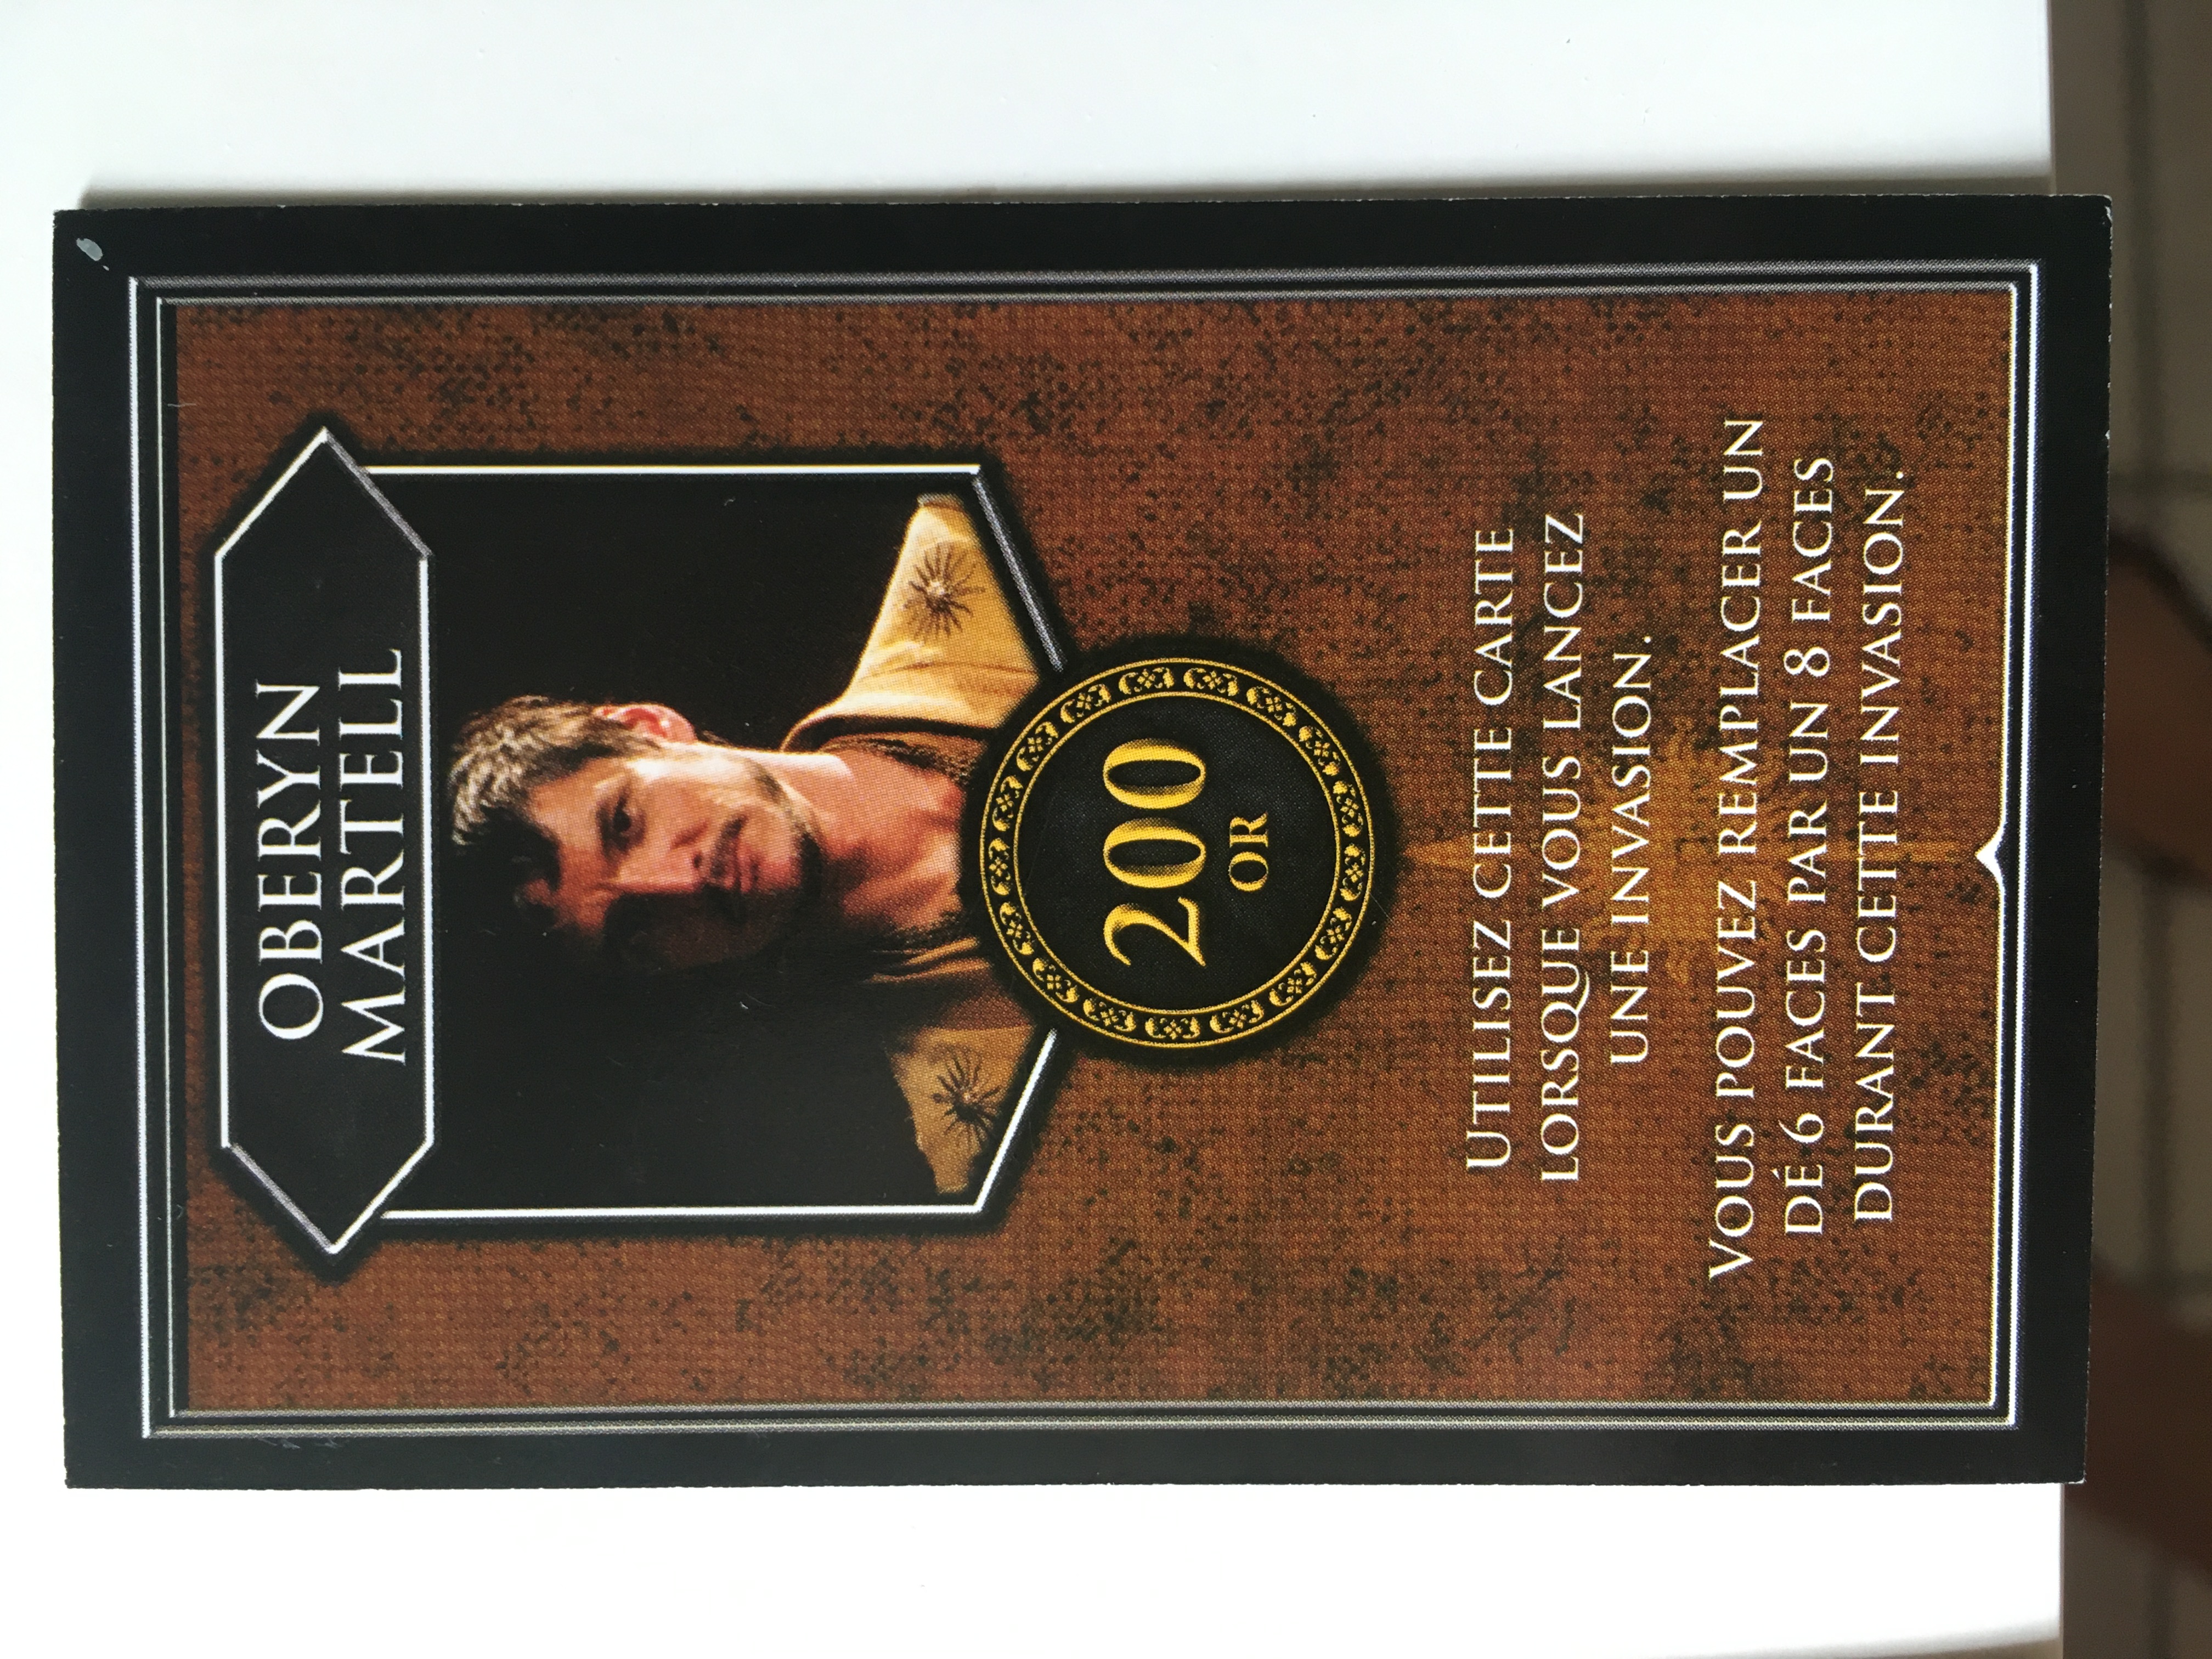 OBERYN
MARTELL
200
OR
UTILISEZ CETTE CARTE
LORSQUE VOUS LANCEZ
UNE INVASION.
VOUS POUVEZ REMPLACER UN
DÉ 6 FACES PAR UN 8 FACES
DURANT CETTE INVASION.